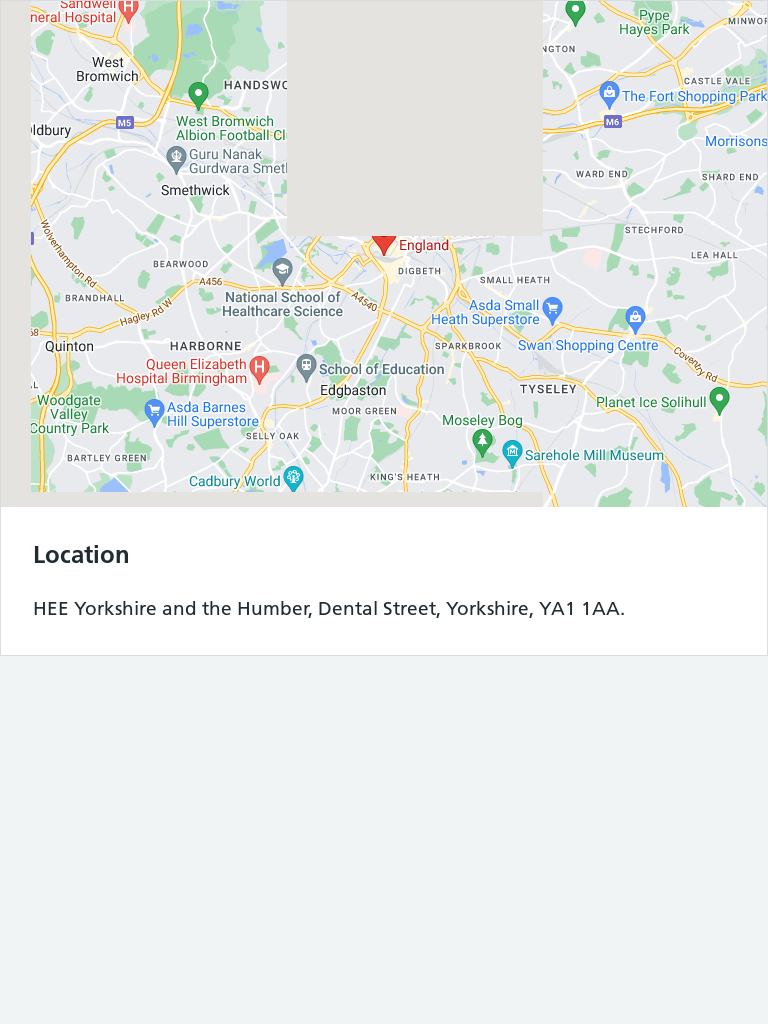 Sandwell
neral Hospital
Pype
Hayes Park
MINWOR
NGTON
West
Bromwich
HANDSWO
CASTLE VALE
The Fort Shopping Park
M5
M6
West Bromwich
Albion Football Cl
ldbury
Morrisons
Guru Nanak
Gurdwara Smeth
WARD END
SHARD END
Smethwick
STECHFORD
England
LEA HALL
Wolverhampton Rd
BEARWOOD
DIGBETH
A456
SMALL HEATH
BRANDHALL
National School of
Healthcare Science
A4540
Asda Small
Heath Superstore
Hagley Rd W
Quinton
HARBORNE
SPARKBROOK
Swan Shopping Centre
Coventry Rd
Queen Elizabeth
Hospital Birmingham
School of Education
Edgbaston
TYSELEY
Woodgate
Valley
Country Park
Asda Barnes
Hill Superstore
MOOR GREEN
Planet Ice Solihull
Moseley Bog
SELLY OAK
Sarehole Mill Museum
BARTLEY GREEN
Cadbury World
KING'S HEATH
Location
HEE Yorkshire and the Humber, Dental Street, Yorkshire, YA1 1AA.